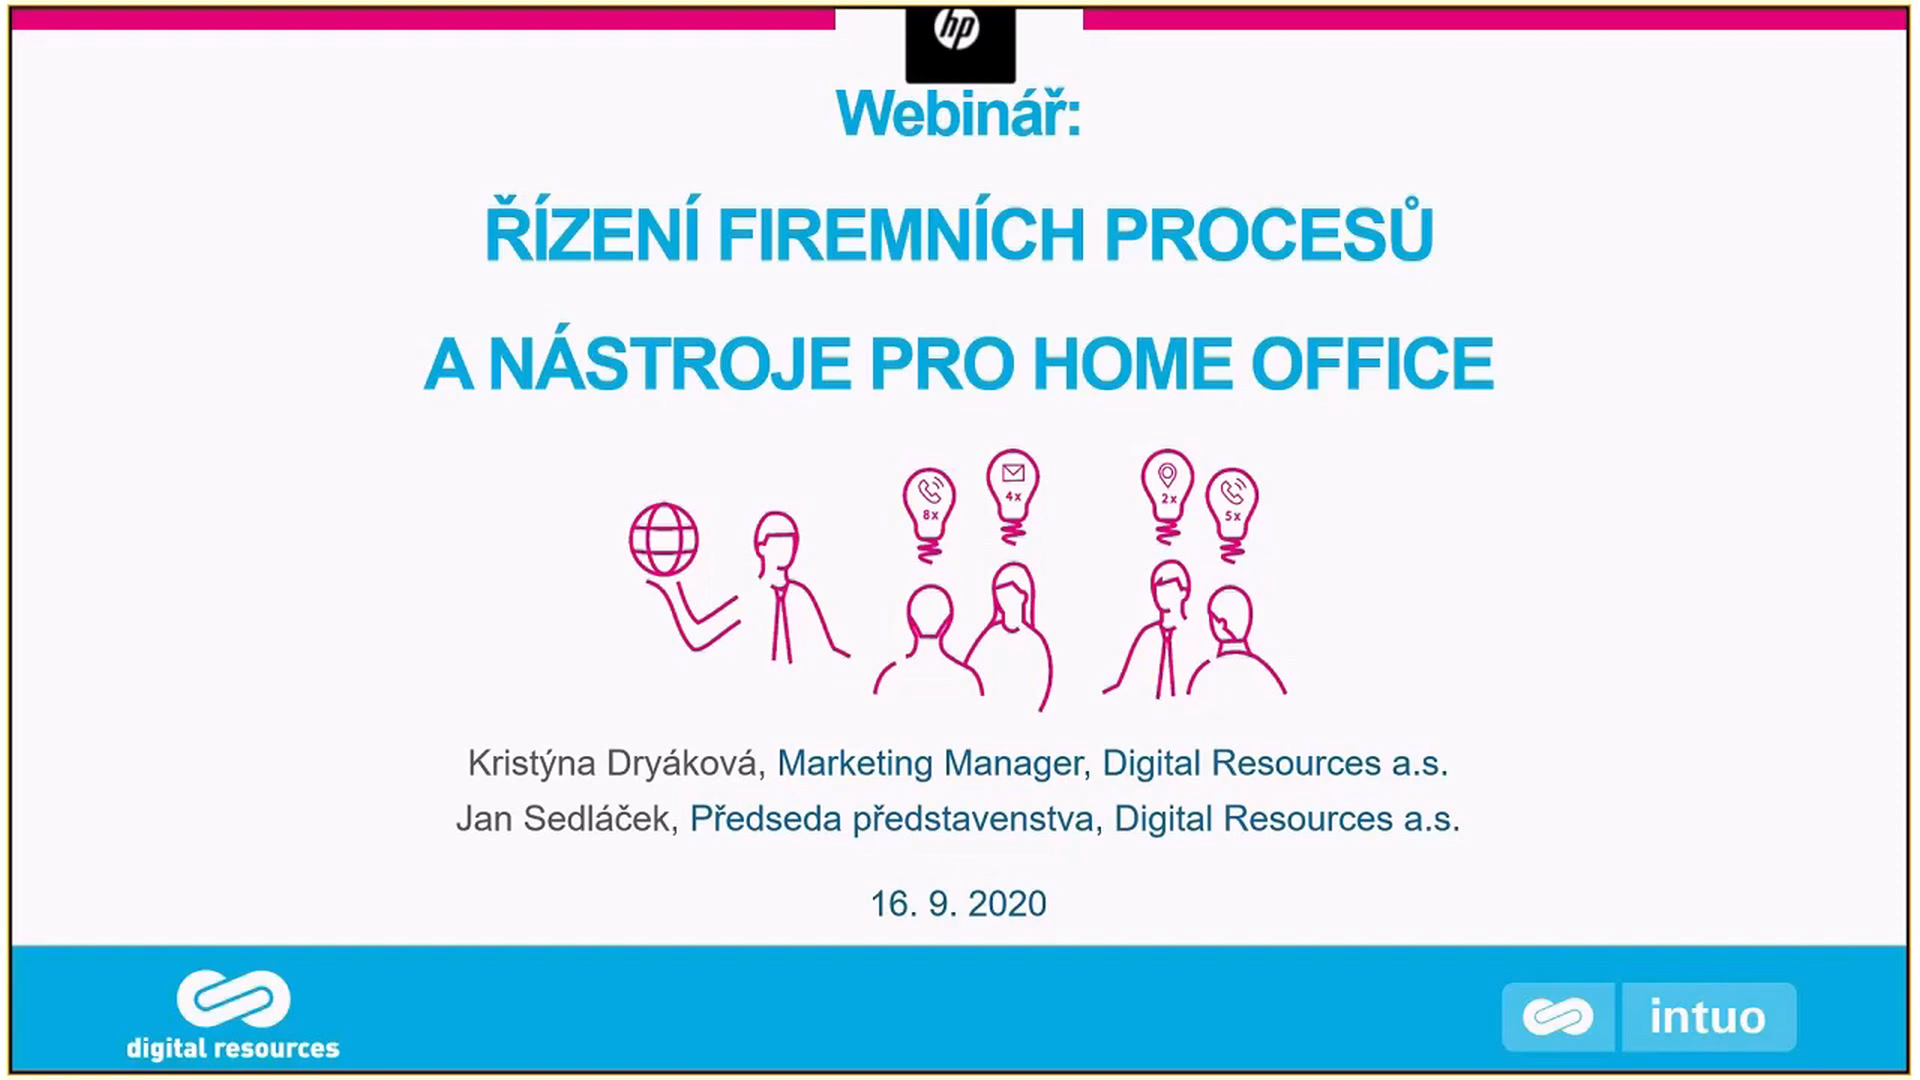 hp
Webinář:
ŘÍZENÍ FIREMNÍCH PROCESŮ
A NÁSTROJE PRO HOME OFFICE
8x
4x
2x
5x
Kristýna Dryáková, Marketing Manager, Digital Resources a.s.
Jan Sedláček, Předseda představenstva, Digital Resources a.s.
16. 9. 2020
digital resources
intuo